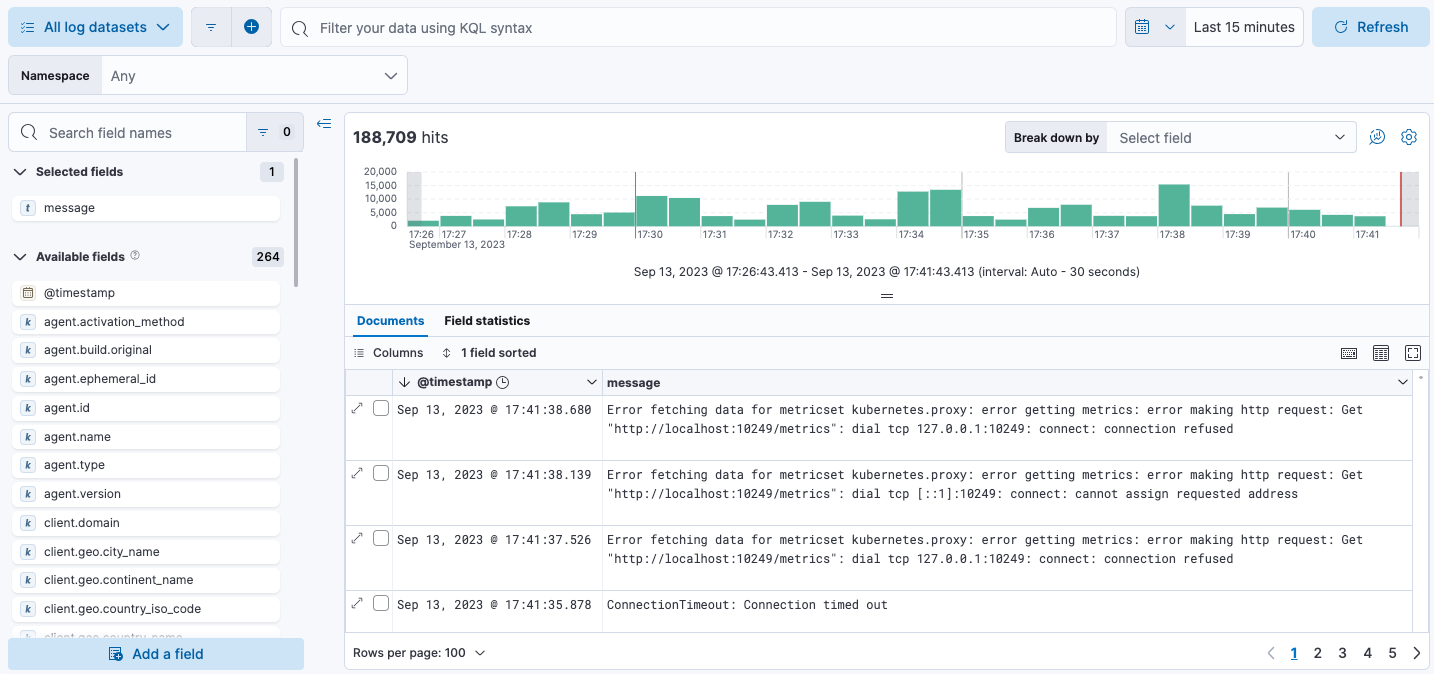 All log datasets
Filter your data using KQL syntax
Last 15 minutes
Refresh
Namespace
Any
Search field names
0
Selected fields
1
t message
Available fields
264
@timestamp
k agent.activation_method
k agent.build.original
k agent.ephemeral_id
k agent.id
k agent.name
k agent.type
k agent.version
k client.domain
k client.geo.city_name
k client.geo.continent_name
k client.geo.country_iso_code
client.geo.country_name
Add a field
188,709 hits
Break down by
Select field
20,000
15,000
10,000
5,000
0
17:26 17:27 17:28 17:29 17:30 17:31 17:32 17:33 17:34 17:35 17:36 17:37 17:38 17:39 17:40 17:41
September 13, 2023
Sep 13, 2023 @ 17:26:43.413 - Sep 13, 2023 @ 17:41:43.413 (interval: Auto - 30 seconds)
Documents
Field statistics
Columns
1 field sorted
@timestamp
message
Sep 13, 2023 @ 17:41:38.680
Error fetching data for metricset kubernetes.proxy: error getting metrics: error making http request: Get
"http://localhost:10249/metrics": dial tcp 127.0.0.1:10249: connect: connection refused
Sep 13, 2023 @ 17:41:38.139
Error fetching data for metricset kubernetes.proxy: error getting metrics: error making http request: Get
"http://localhost:10249/metrics": dial tcp [::1]:10249: connect: cannot assign requested address
Sep 13, 2023 @ 17:41:37.526
Error fetching data for metricset kubernetes.proxy: error getting metrics: error making http request: Get
"http://localhost:10249/metrics": dial tcp 127.0.0.1:10249: connect: connection refused
Sep 13, 2023 @ 17:41:35.878
ConnectionTimeout: Connection timed out
Rows per page: 100
1 2 3 4 5